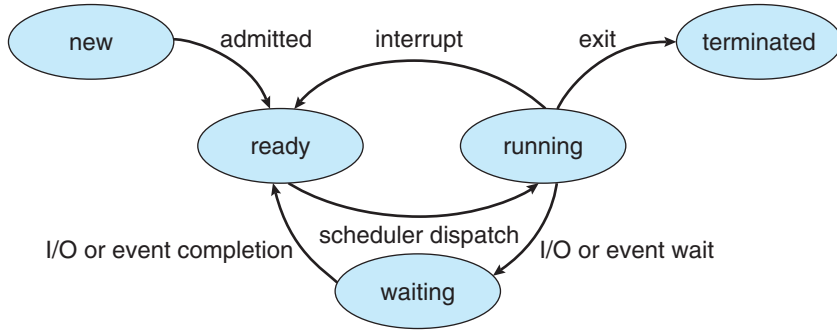 new
admitted
interrupt
exit
terminated
ready
running
I/O or event completion
scheduler dispatch
I/O or event wait
waiting